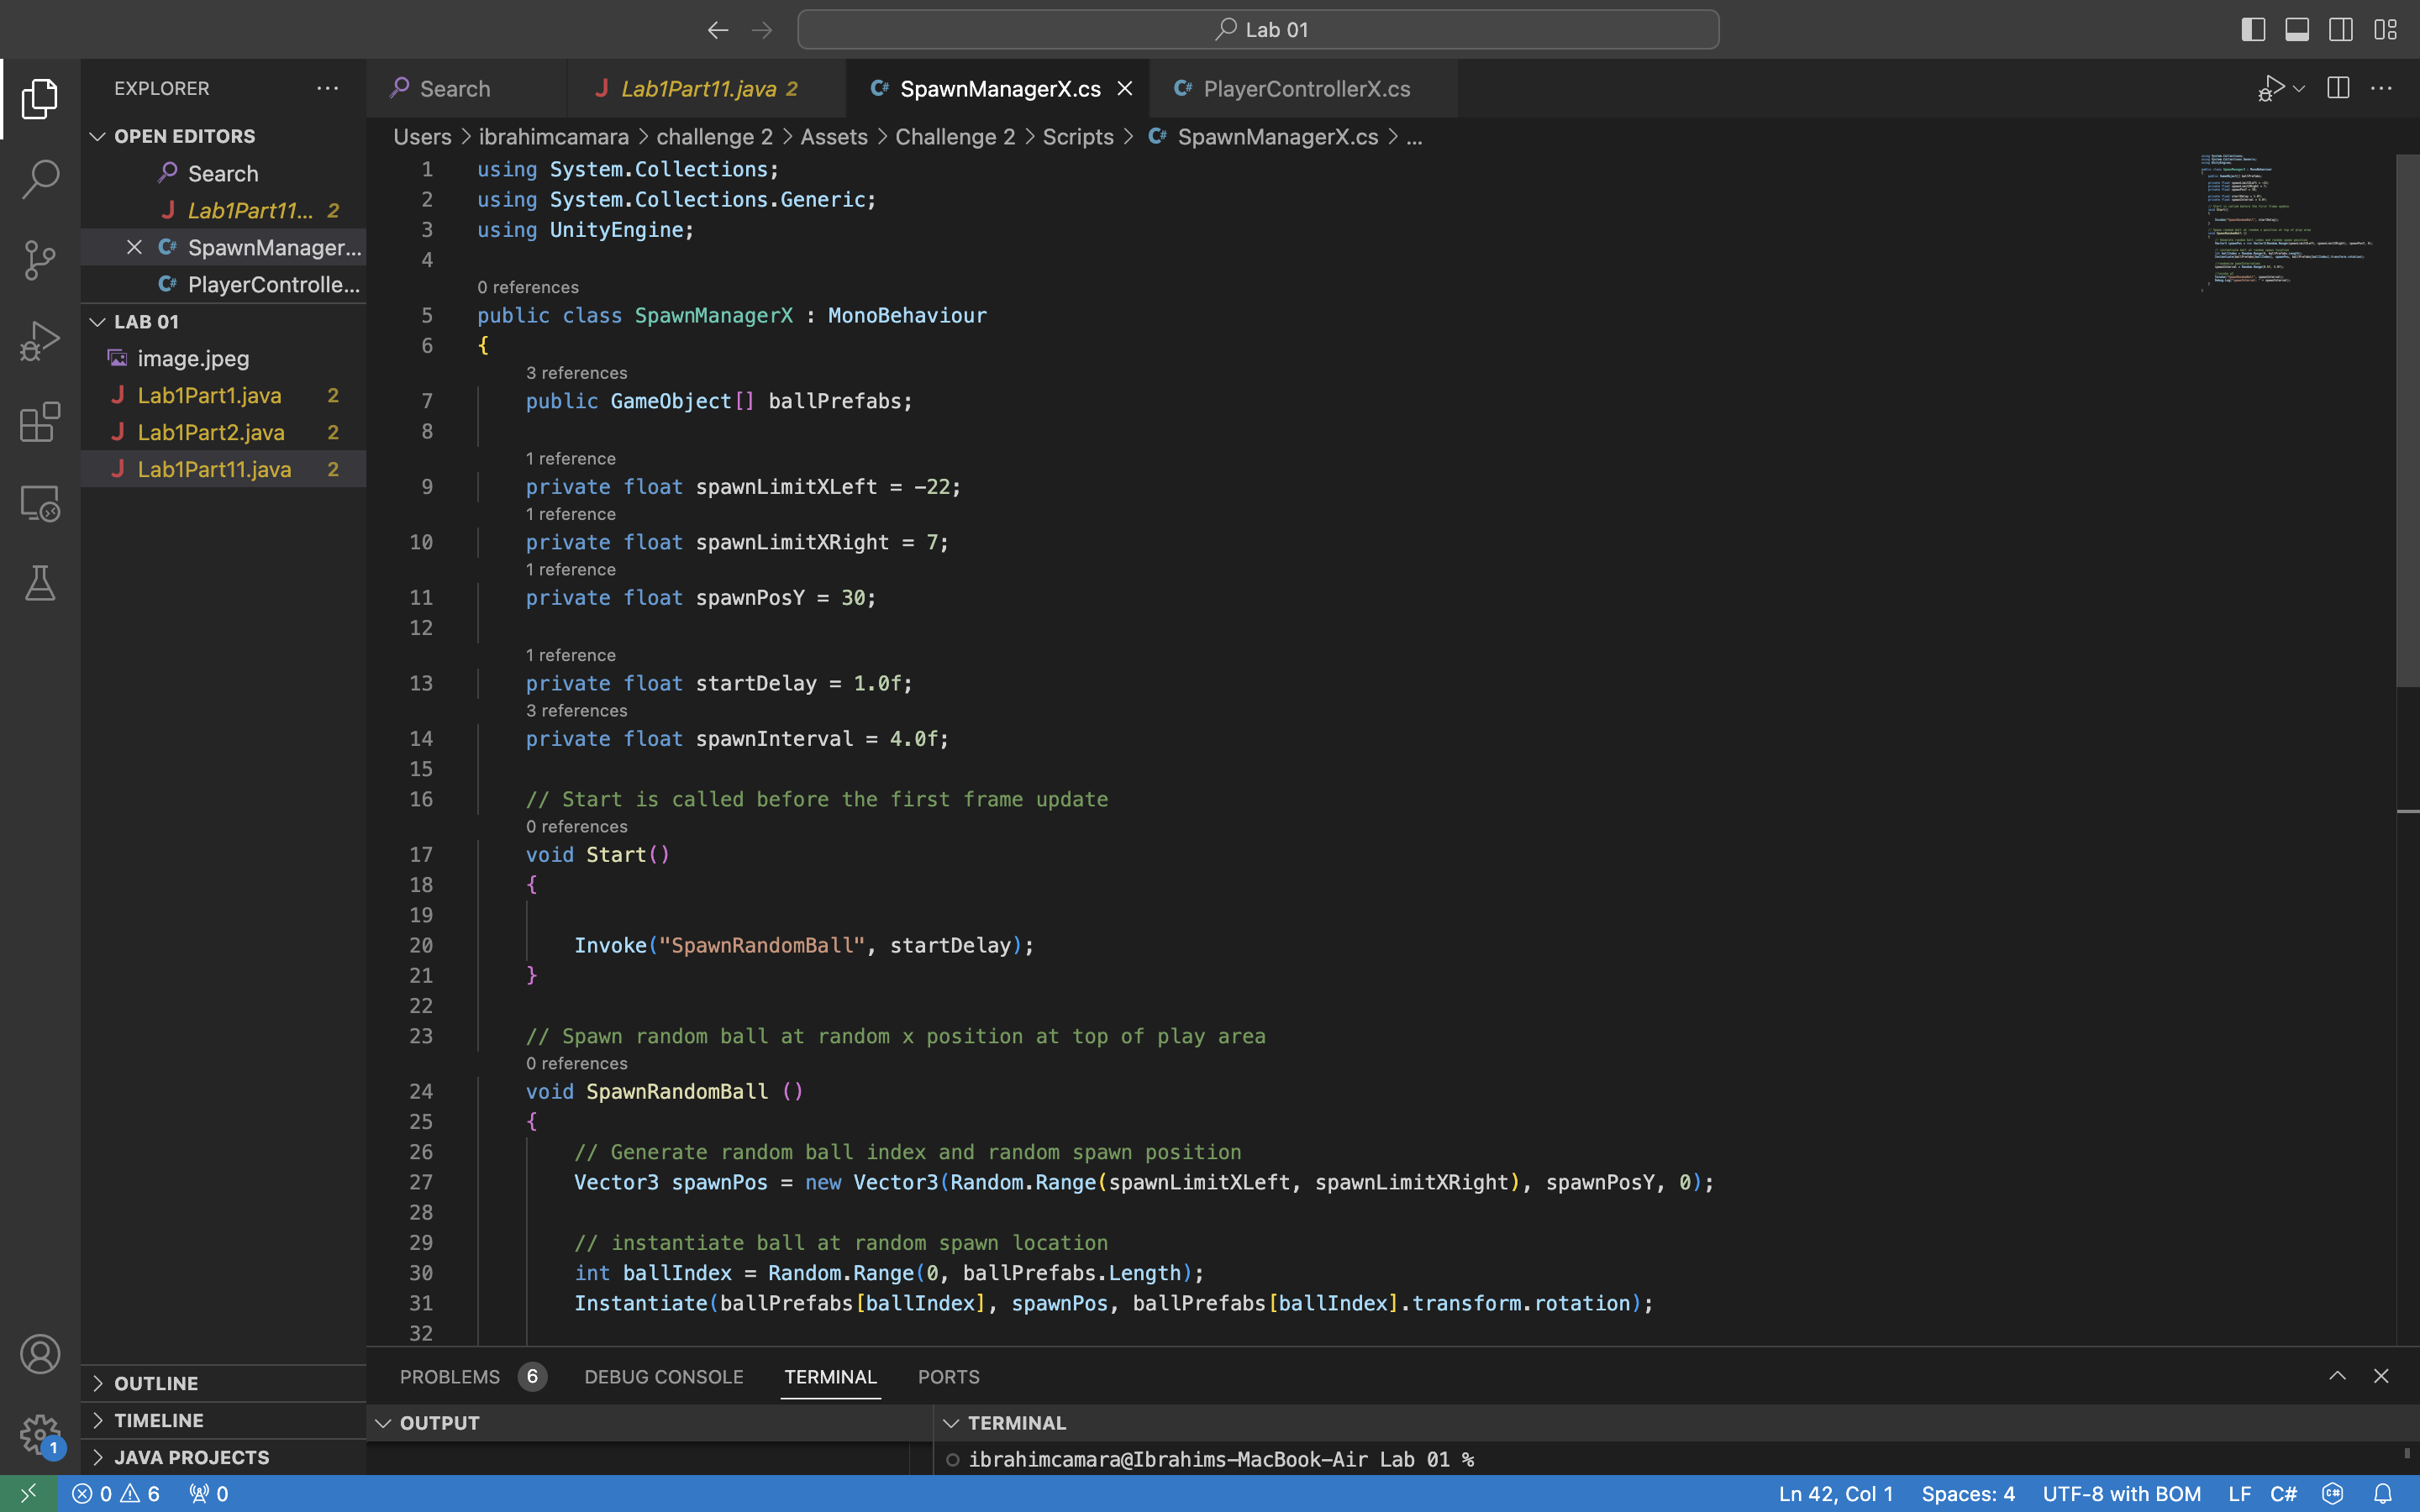 Lab 01
EXPLORER
Search
Lab1Part11.java 2
SpawnManagerX.cs
PlayerControllerX.cs
OPEN EDITORS
Search
Lab1Part11... 2
SpawnManager...
PlayerControlle...
LAB 01
image.jpeg
Lab1Part1.java 2
Lab1Part2.java 2
Lab1Part11.java 2
OUTLINE
TIMELINE
JAVA PROJECTS
1
Users > ibrahimcamara > challenge 2 > Assets > Challenge 2 > Scripts > SpawnManagerX.cs > ...
1 using System.Collections;
2 using System.Collections.Generic;
3 using UnityEngine;
4
0 references
5 public class SpawnManagerX : MonoBehaviour
6 {
3 references
7 public GameObject[] ballPrefabs;
8
1 reference
9 private float spawnLimitXLeft = -22;
1 reference
10 private float spawnLimitXRight = 7;
1 reference
11 private float spawnPosY = 30;
12
1 reference
13 private float startDelay = 1.0f;
3 references
14 private float spawnInterval = 4.0f;
15
16 // Start is called before the first frame update
0 references
17 void Start()
18 {
19
20 Invoke("SpawnRandomBall", startDelay);
21 }
22
23 // Spawn random ball at random x position at top of play area
0 references
24 void SpawnRandomBall ()
25 {
26 // Generate random ball index and random spawn position
27 Vector3 spawnPos = new Vector3(Random.Range(spawnLimitXLeft, spawnLimitXRight), spawnPosY, 0);
28
29 // instantiate ball at random spawn location
30 int ballIndex = Random.Range(0, ballPrefabs.Length);
31 Instantiate(ballPrefabs[ballIndex], spawnPos, ballPrefabs[ballIndex].transform.rotation);
32
PROBLEMS 6 DEBUG CONSOLE TERMINAL PORTS
OUTPUT
TERMINAL
ibrahimcamara@Ibrahims-MacBook-Air Lab 01 %
0 6 0 Ln 42, Col 1 Spaces: 4 UTF-8 with BOM LF C#